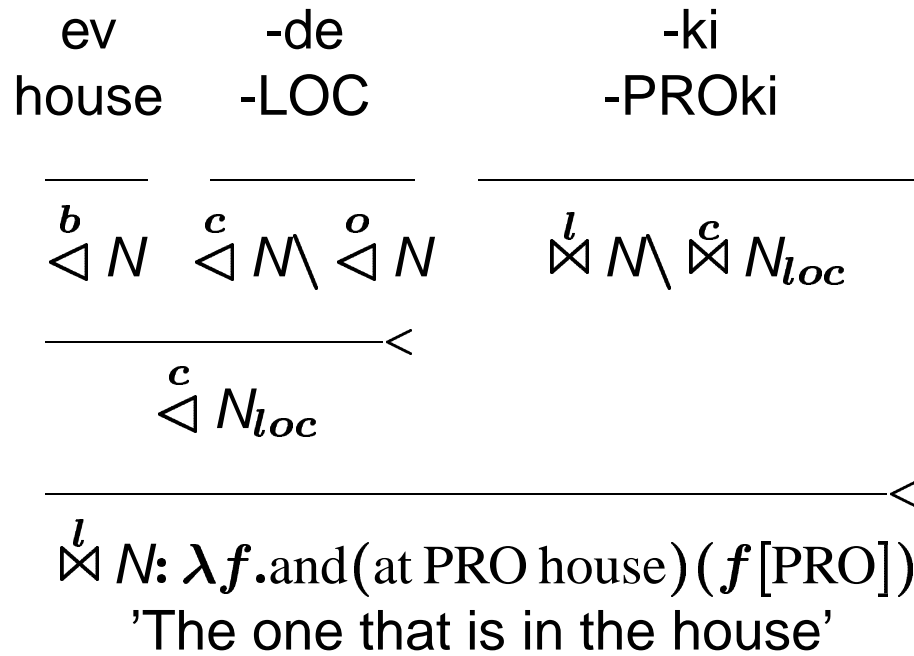 ev -de -ki
house -LOC -PROki
b c o l c
◁ N ◁ N\ ◁ N ⋈ N\ ⋈ N_loc
<
c
◁ N_loc
<
l
⋈ N: λf.and(at PRO house)(f[PRO])
’The one that is in the house’